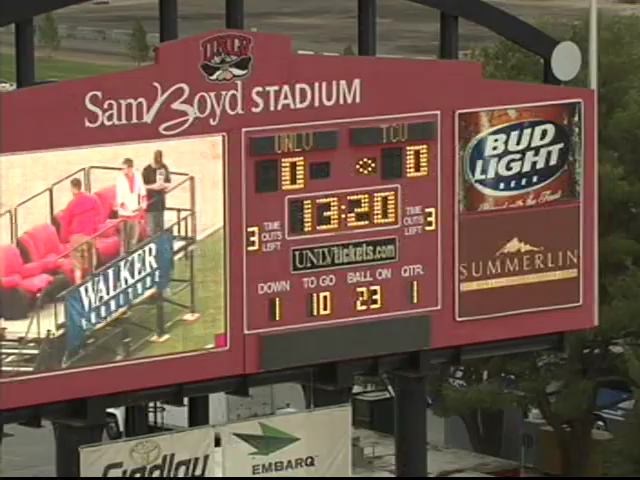 UNLV
Sam Boyd STADIUM
UNLV TCU
0 0
13:20
3 TIME OUTS LEFT
TIME OUTS LEFT 3
UNLVtickets.com
DOWN TO GO BALL ON QTR.
1 10 23 1
BUD LIGHT
BEER
SUMMERLIN
WALKER
FURNITURE
Findlay
EMBARQ